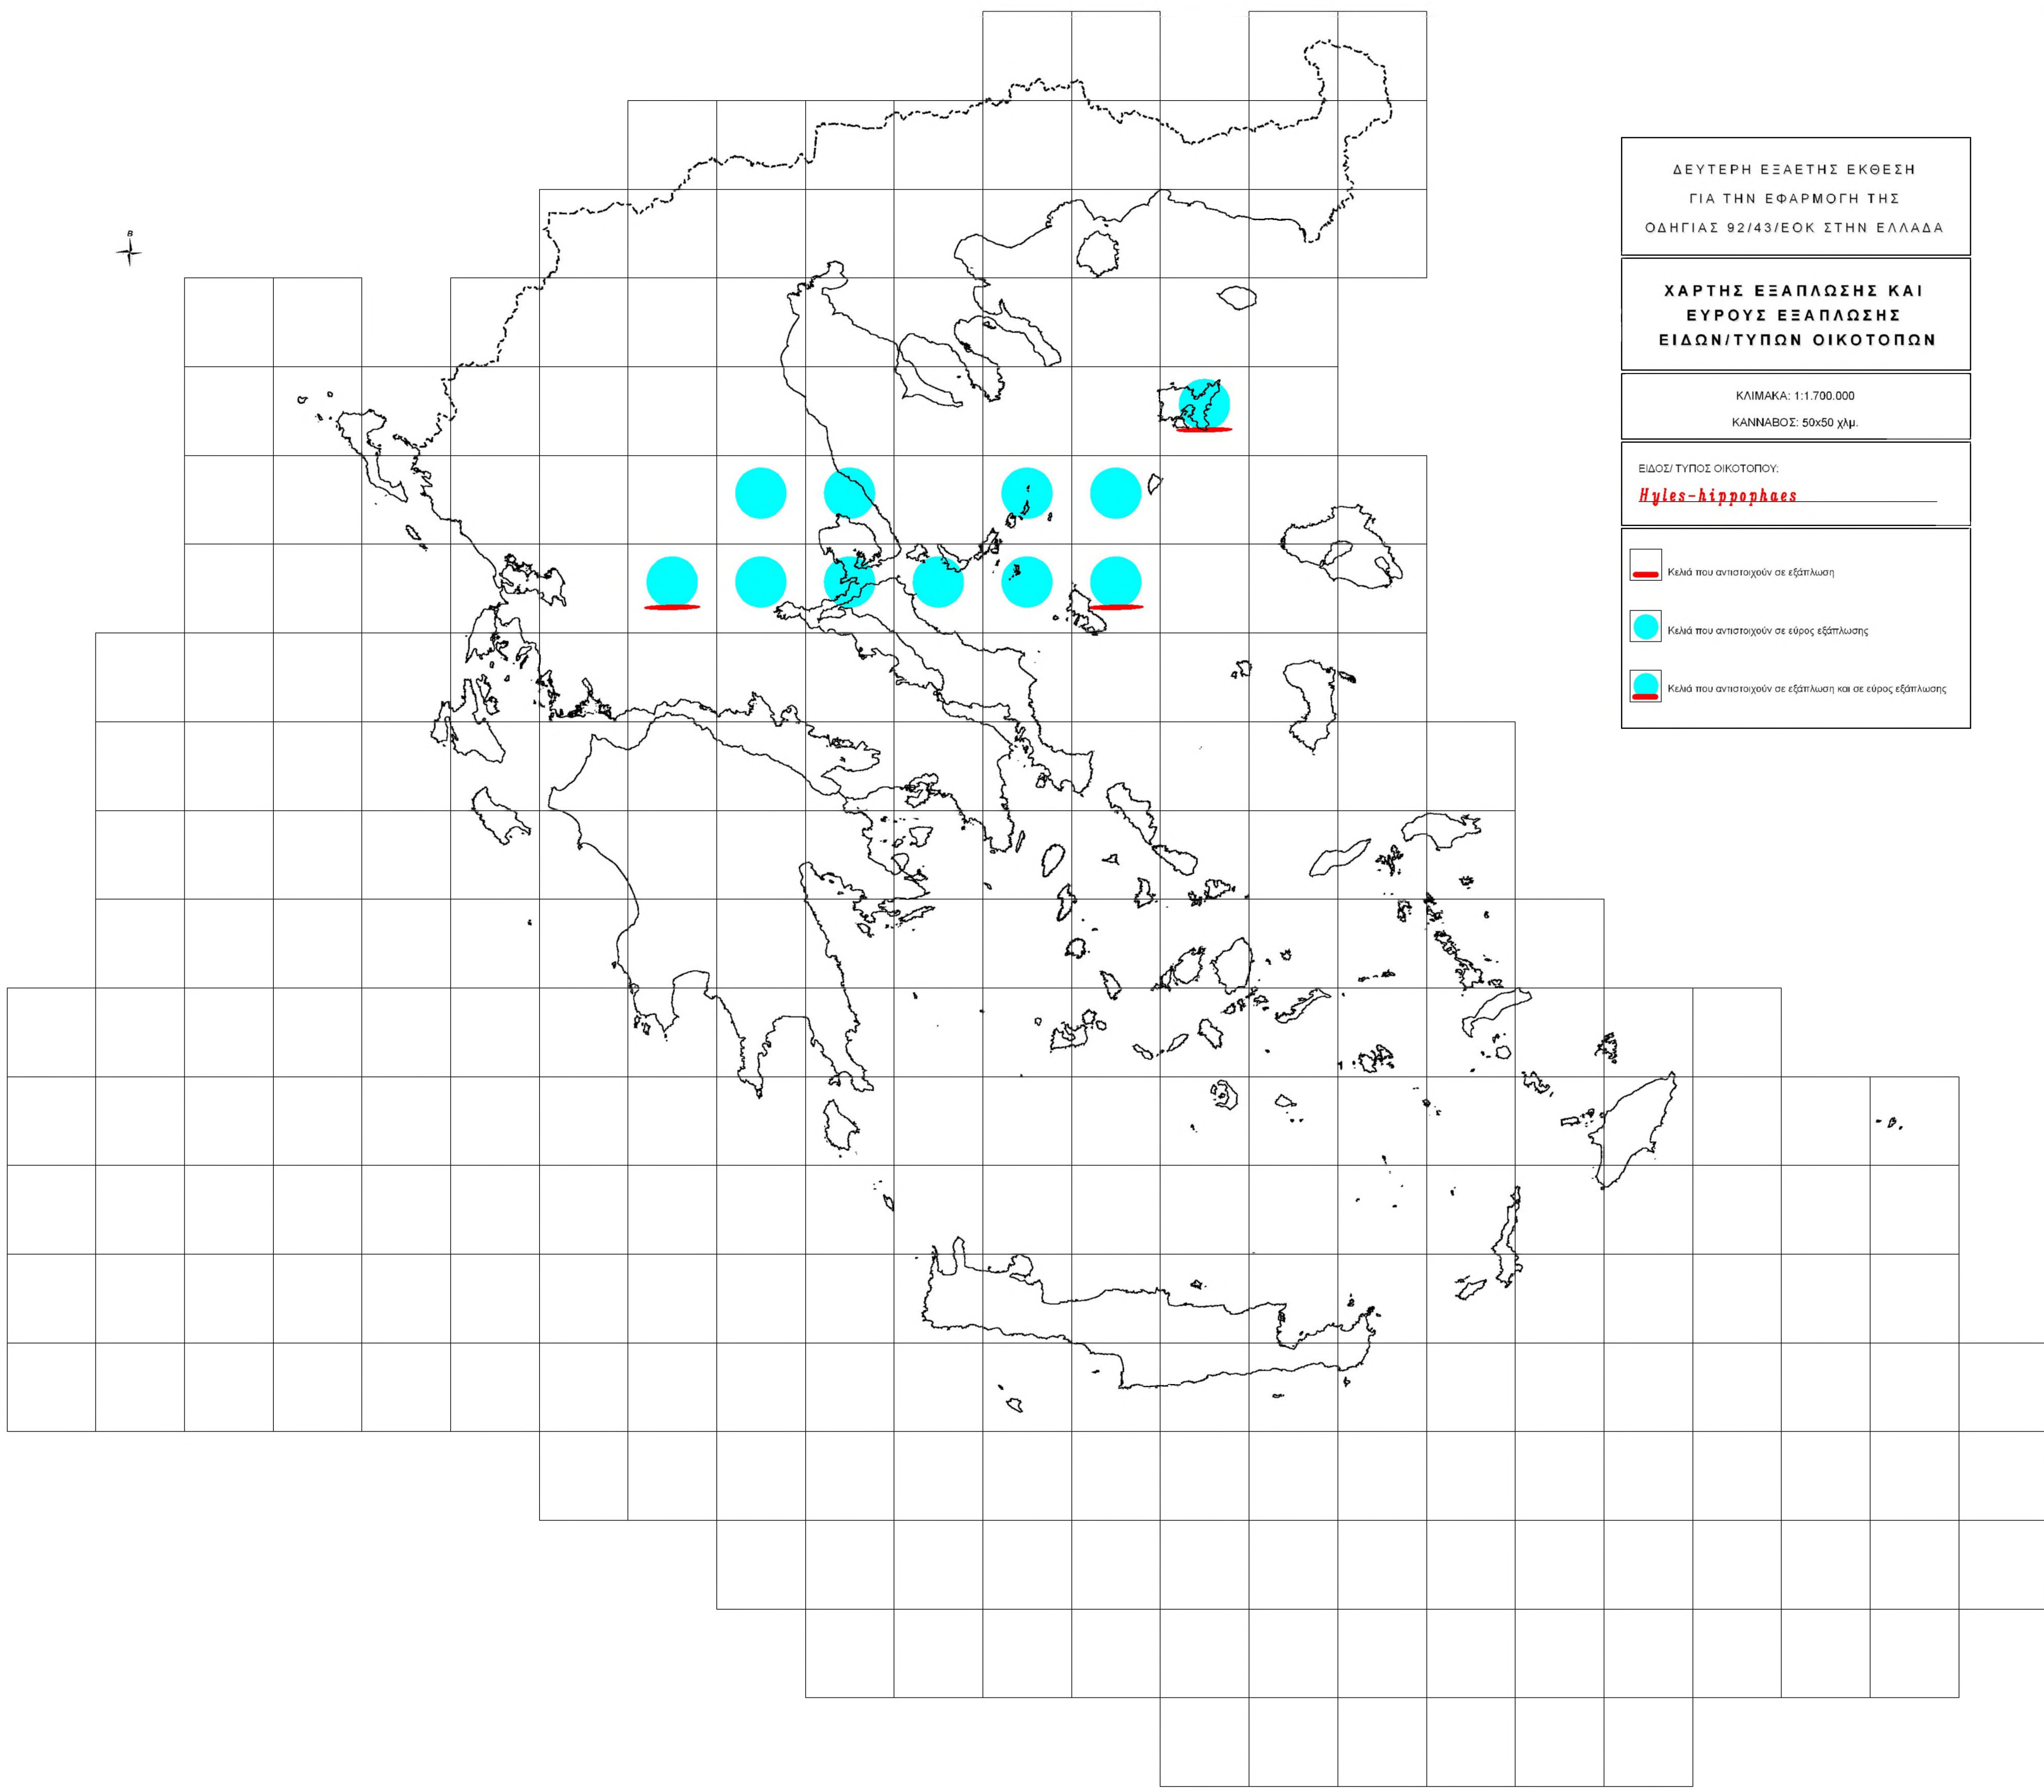 Β
ΔΕΥΤΕΡΗ ΕΞΑΕΤΗΣ ΕΚΘΕΣΗ
ΓΙΑ ΤΗΝ ΕΦΑΡΜΟΓΗ ΤΗΣ
ΟΔΗΓΙΑΣ 92/43/ΕΟΚ ΣΤΗΝ ΕΛΛΑΔΑ
ΧΑΡΤΗΣ ΕΞΑΠΛΩΣΗΣ ΚΑΙ
ΕΥΡΟΥΣ ΕΞΑΠΛΩΣΗΣ
ΕΙΔΩΝ/ΤΥΠΩΝ ΟΙΚΟΤΟΠΩΝ
ΚΛΙΜΑΚΑ: 1:1.700.000
ΚΑΝΝΑΒΟΣ: 50x50 χλμ.
ΕΙΔΟΣ/ ΤΥΠΟΣ ΟΙΚΟΤΟΠΟΥ:
Hyles-hippophaes
Κελιά που αντιστοιχούν σε εξάπλωση
Κελιά που αντιστοιχούν σε εύρος εξάπλωσης
Κελιά που αντιστοιχούν σε εξάπλωση και σε εύρος εξάπλωσης